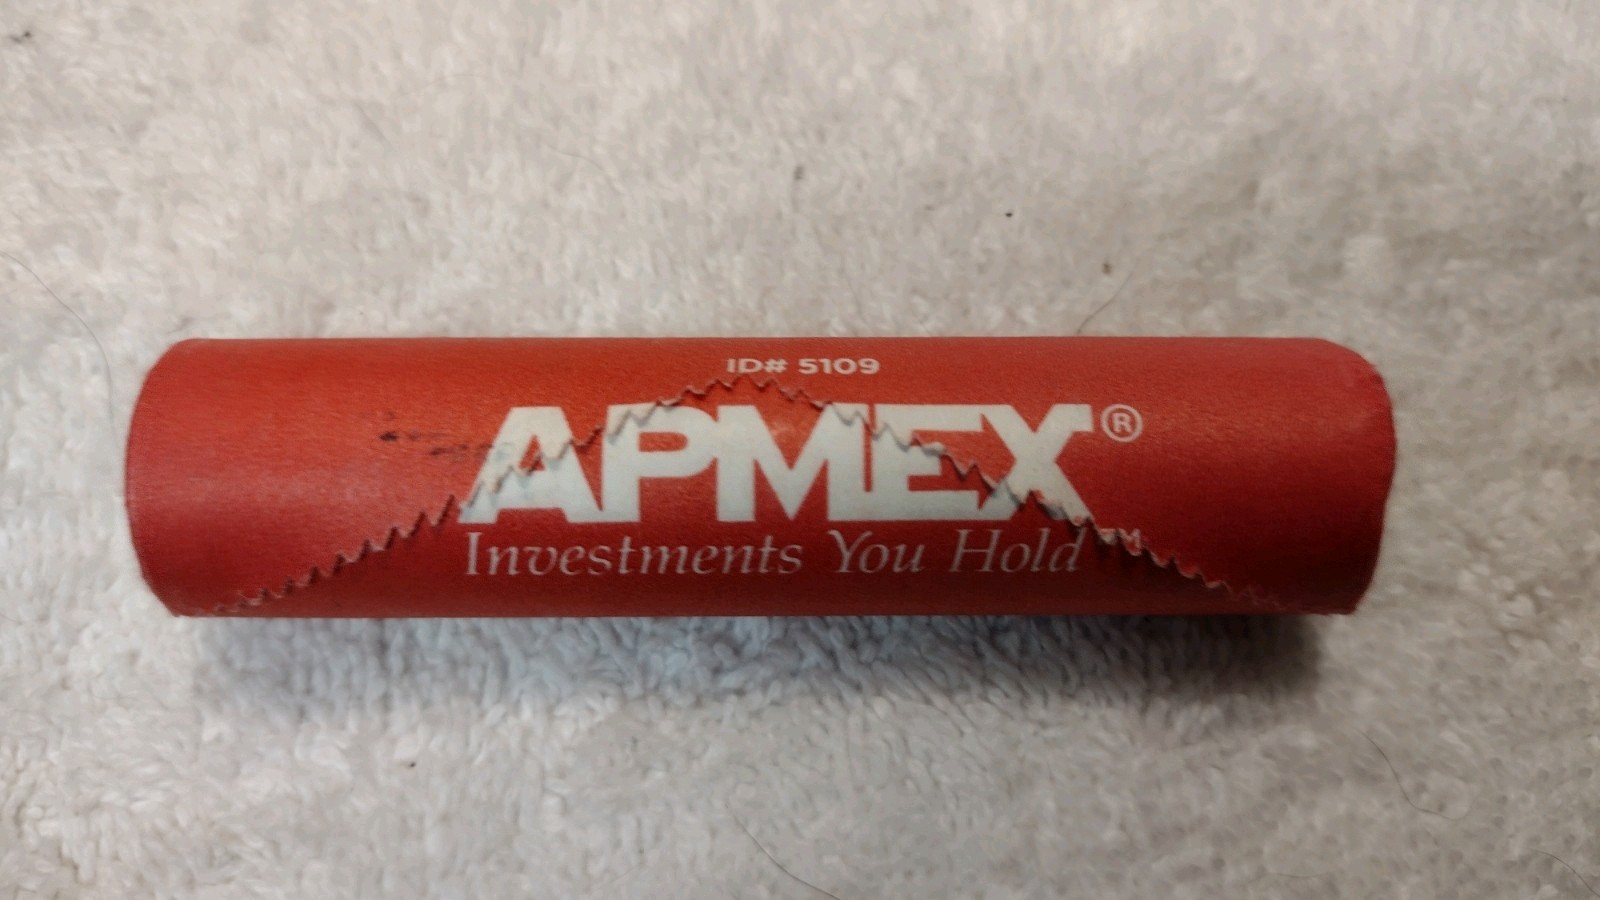 ID# 5109
APMEX®
Investments You Hold™